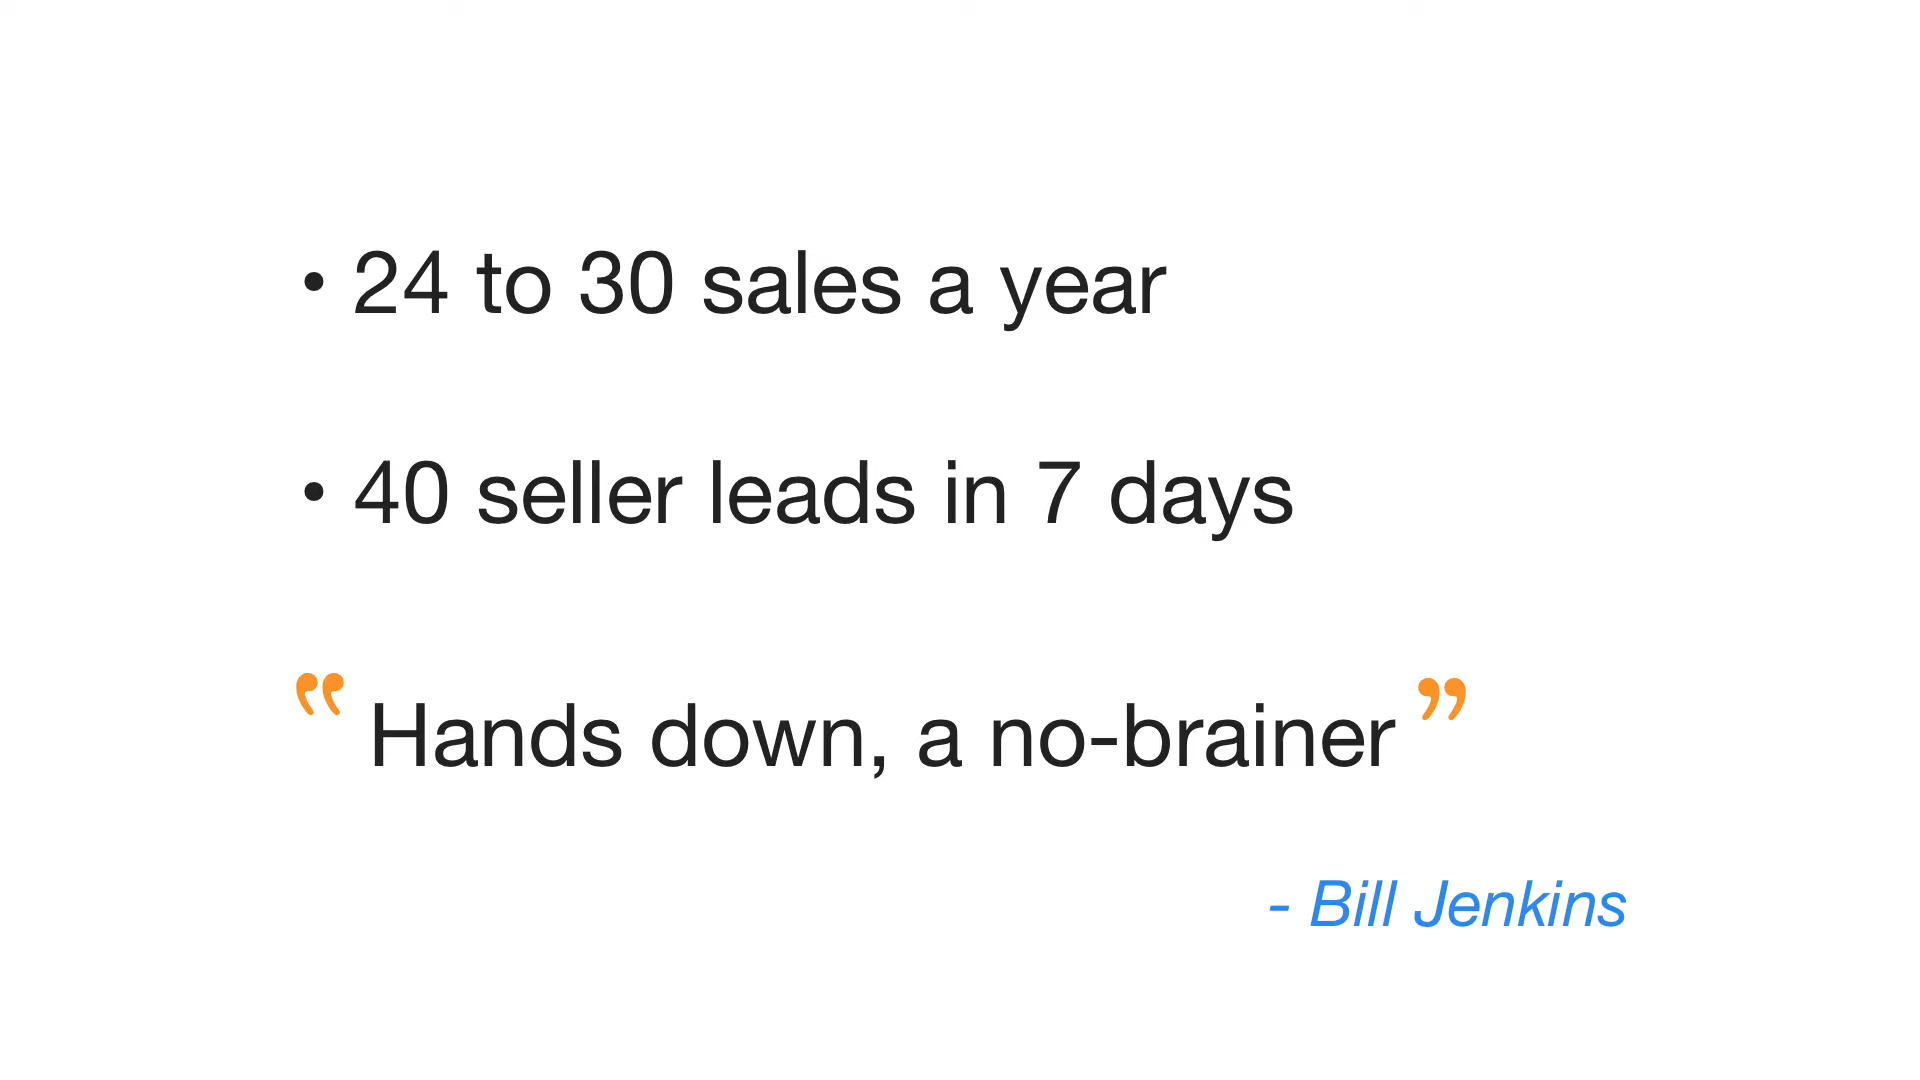 • 24 to 30 sales a year
• 40 seller leads in 7 days
‟ Hands down, a no-brainer ”
- Bill Jenkins